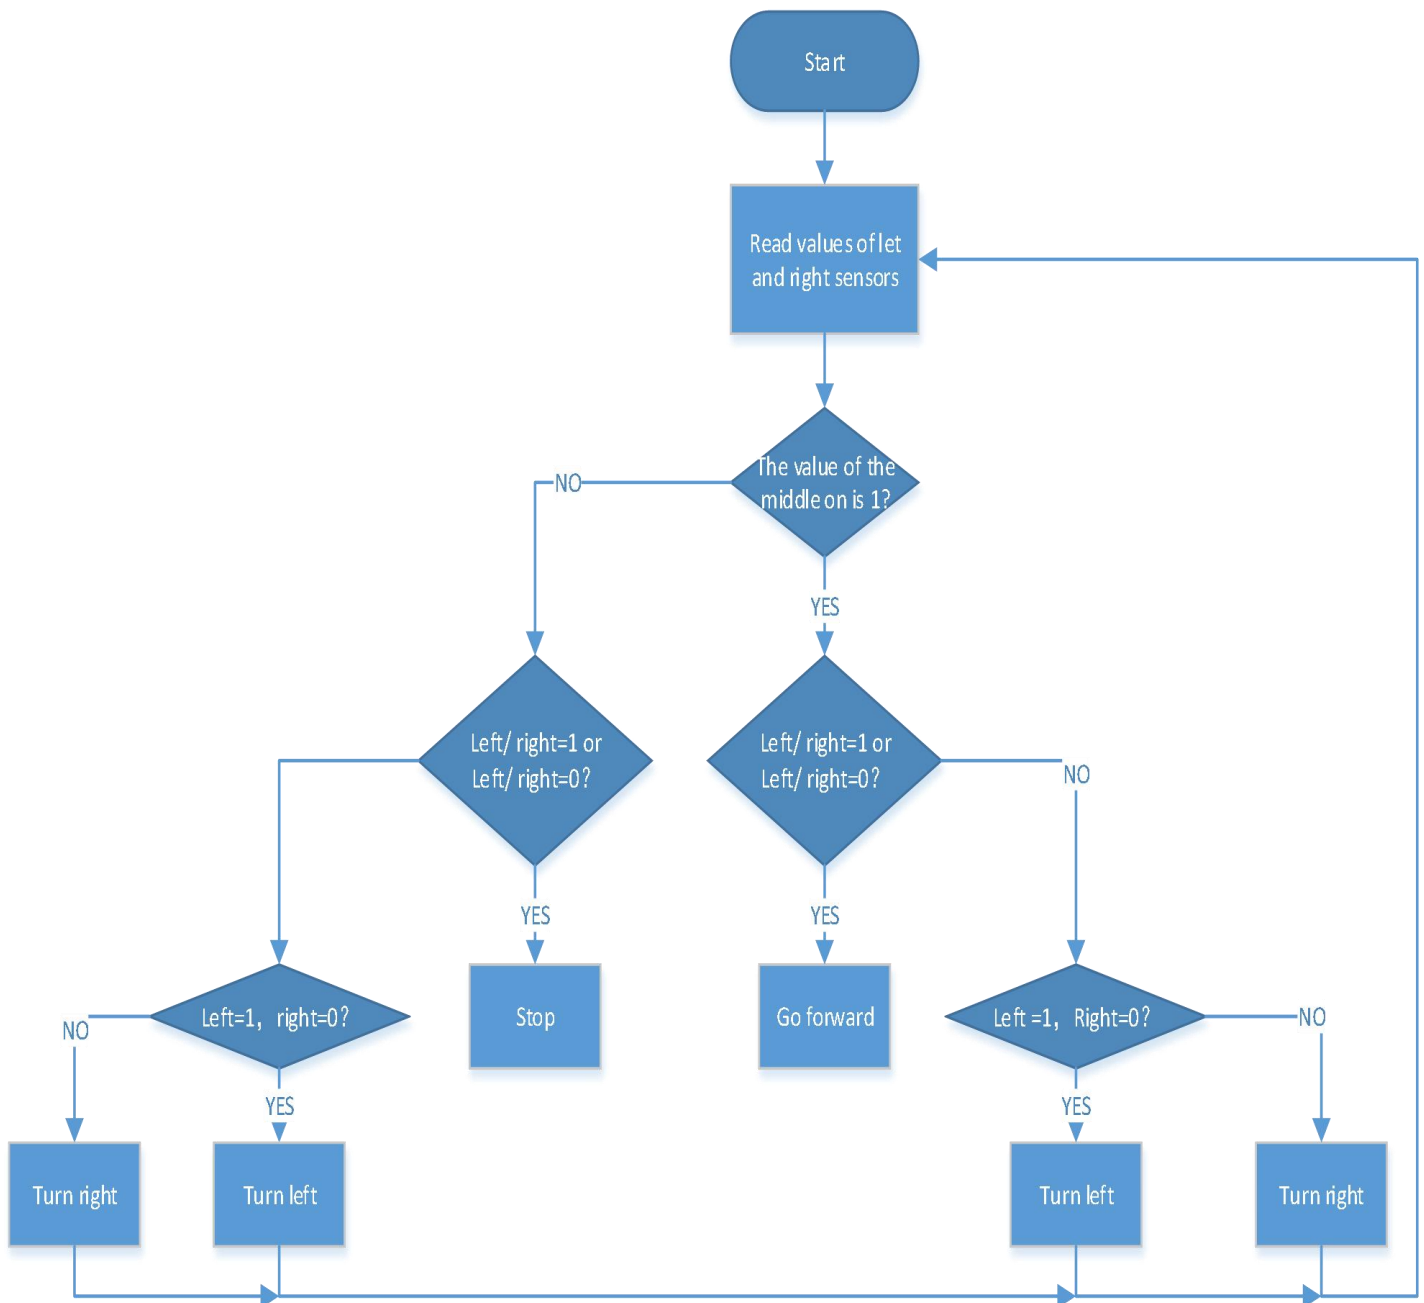 Start
Read values of let
and right sensors
The value of the
middle on is 1?
NO
YES
Left/ right=1 or
Left/ right=0?
Left/ right=1 or
Left/ right=0?
NO
YES
YES
Left=1, right=0?
Stop
Go forward
Left =1, Right=0?
NO
NO
YES
YES
Turn right
Turn left
Turn left
Turn right